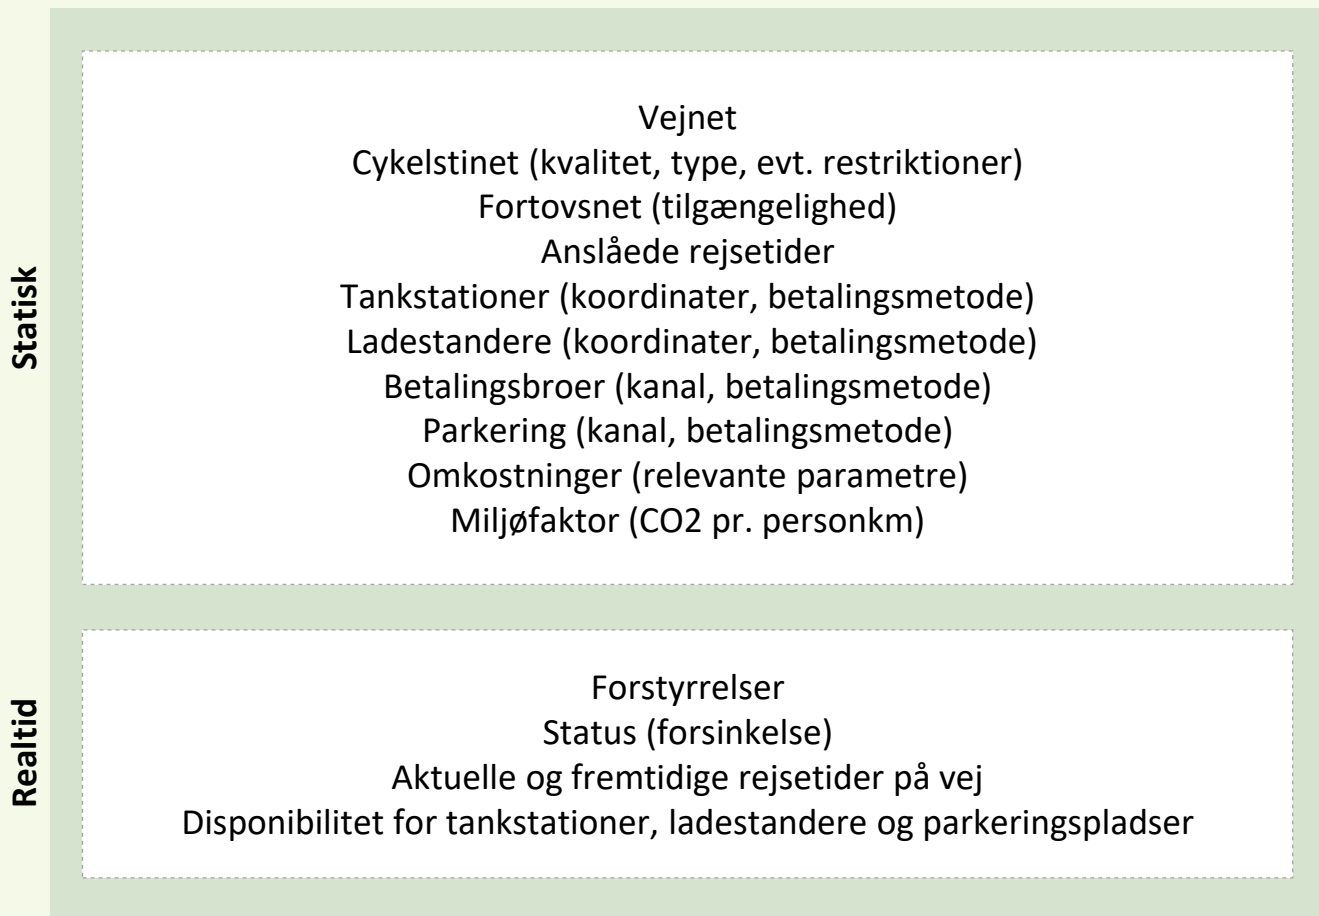 Statisk
Vejnet
Cykelstinet (kvalitet, type, evt. restriktioner)
Fortovsnet (tilgængelighed)
Anslåede rejsetider
Tankstationer (koordinater, betalingsmetode)
Ladestandere (koordinater, betalingsmetode)
Betalingsbroer (kanal, betalingsmetode)
Parkering (kanal, betalingsmetode)
Omkostninger (relevante parametre)
Miljøfaktor (CO2 pr. personkm)
Realtid
Forstyrrelser
Status (forsinkelse)
Aktuelle og fremtidige rejsetider på vej
Disponibilitet for tankstationer, ladestandere og parkeringspladser